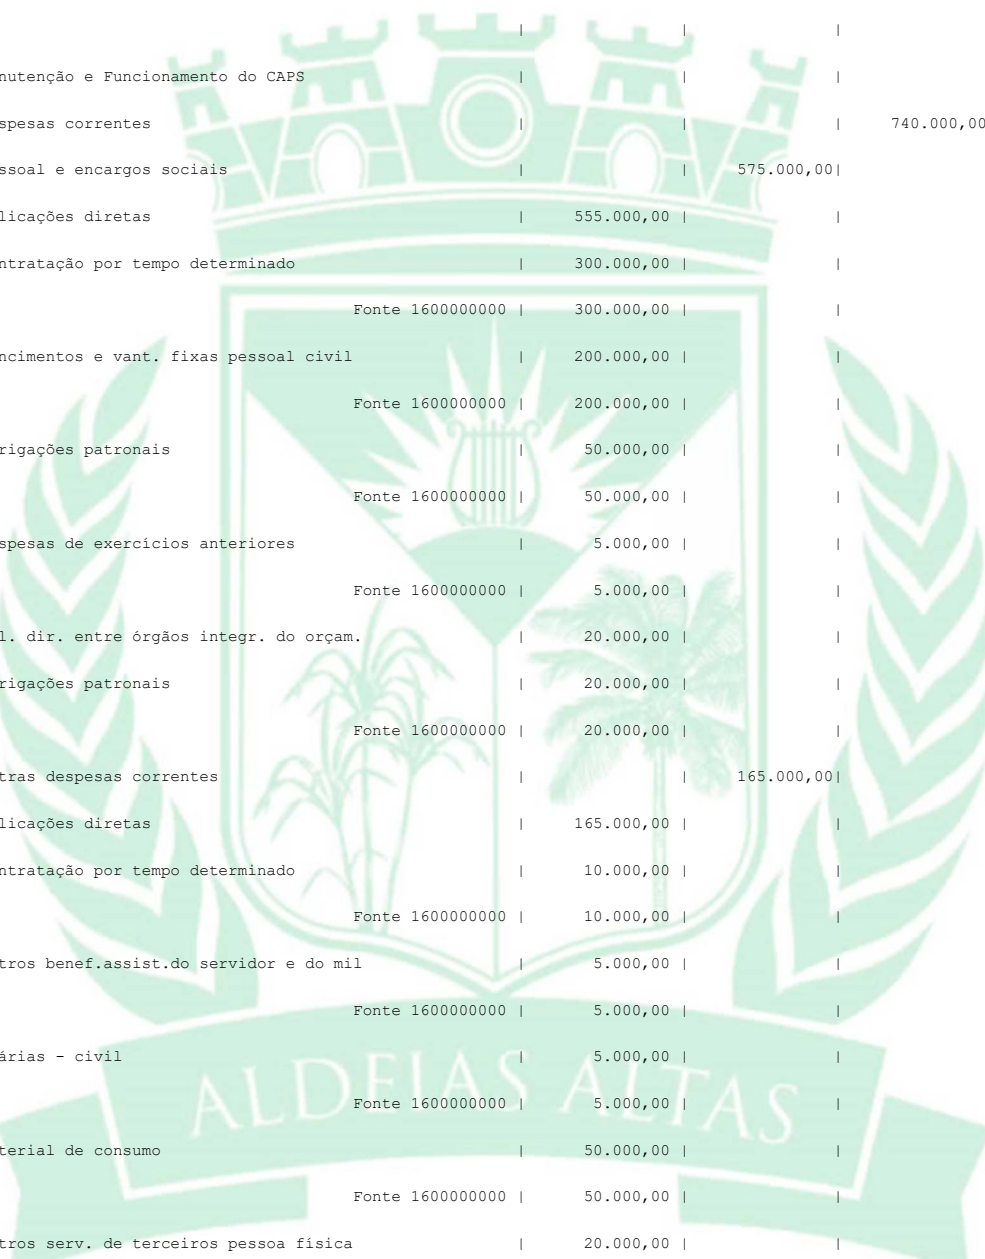 | | |
nutenção e Funcionamento do CAPS | | |
spesas correntes | | | 740.000,00
ssoal e encargos sociais | | 575.000,00|
licações diretas | 555.000,00 | |
ntratação por tempo determinado | 300.000,00 | |
Fonte 1600000000 | 300.000,00 | |
ncimentos e vant. fixas pessoal civil | 200.000,00 | |
Fonte 1600000000 | 200.000,00 | |
rigações patronais | 50.000,00 | |
Fonte 1600000000 | 50.000,00 | |
spesas de exercícios anteriores | 5.000,00 | |
Fonte 1600000000 | 5.000,00 | |
l. dir. entre órgãos integr. do orçam. | 20.000,00 | |
rigações patronais | 20.000,00 | |
Fonte 1600000000 | 20.000,00 | |
tras despesas correntes | | 165.000,00|
licações diretas | 165.000,00 | |
ntratação por tempo determinado | 10.000,00 | |
Fonte 1600000000 | 10.000,00 | |
tros benef.assist.do servidor e do mil | 5.000,00 | |
Fonte 1600000000 | 5.000,00 | |
árias - civil | 5.000,00 | |
Fonte 1600000000 | 5.000,00 | |
ALDEIAS ALTAS
terial de consumo | 50.000,00 | |
Fonte 1600000000 | 50.000,00 | |
tros serv. de terceiros pessoa física | 20.000,00 | |